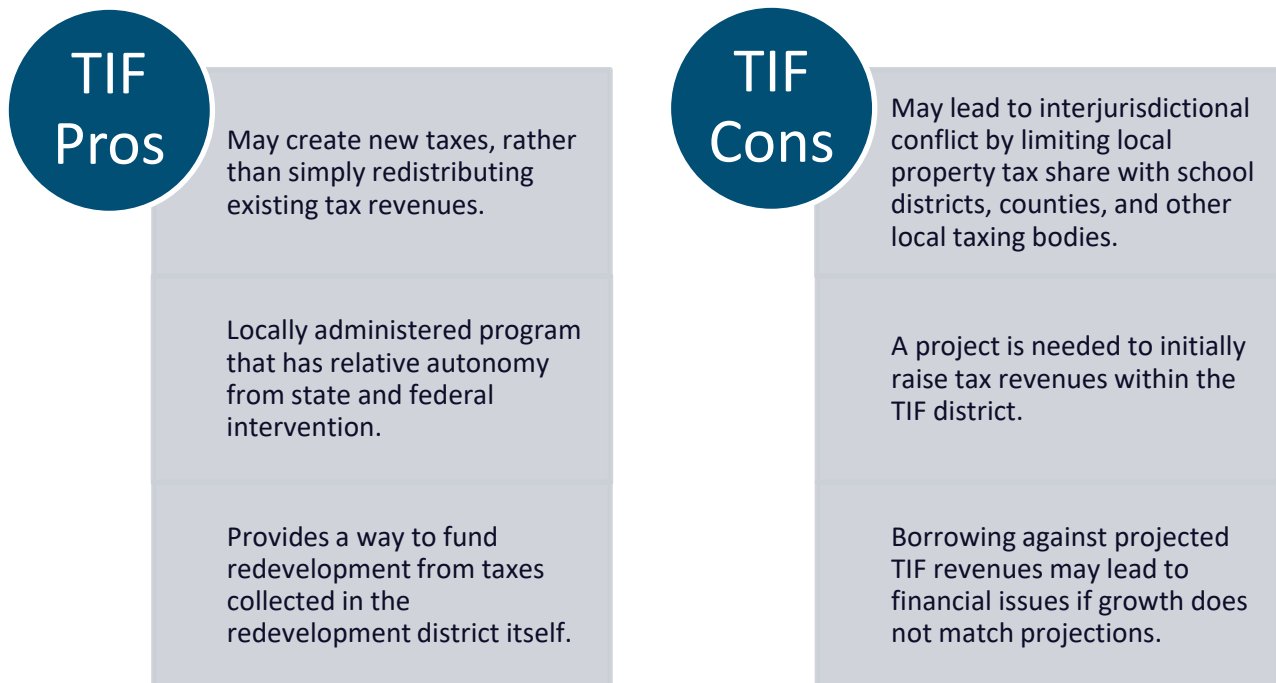 TIF
Pros
May create new taxes, rather
than simply redistributing
existing tax revenues.
Locally administered program
that has relative autonomy
from state and federal
intervention.
Provides a way to fund
redevelopment from taxes
collected in the
redevelopment district itself.
TIF
Cons
May lead to interjurisdictional
conflict by limiting local
property tax share with school
districts, counties, and other
local taxing bodies.
A project is needed to initially
raise tax revenues within the
TIF district.
Borrowing against projected
TIF revenues may lead to
financial issues if growth does
not match projections.